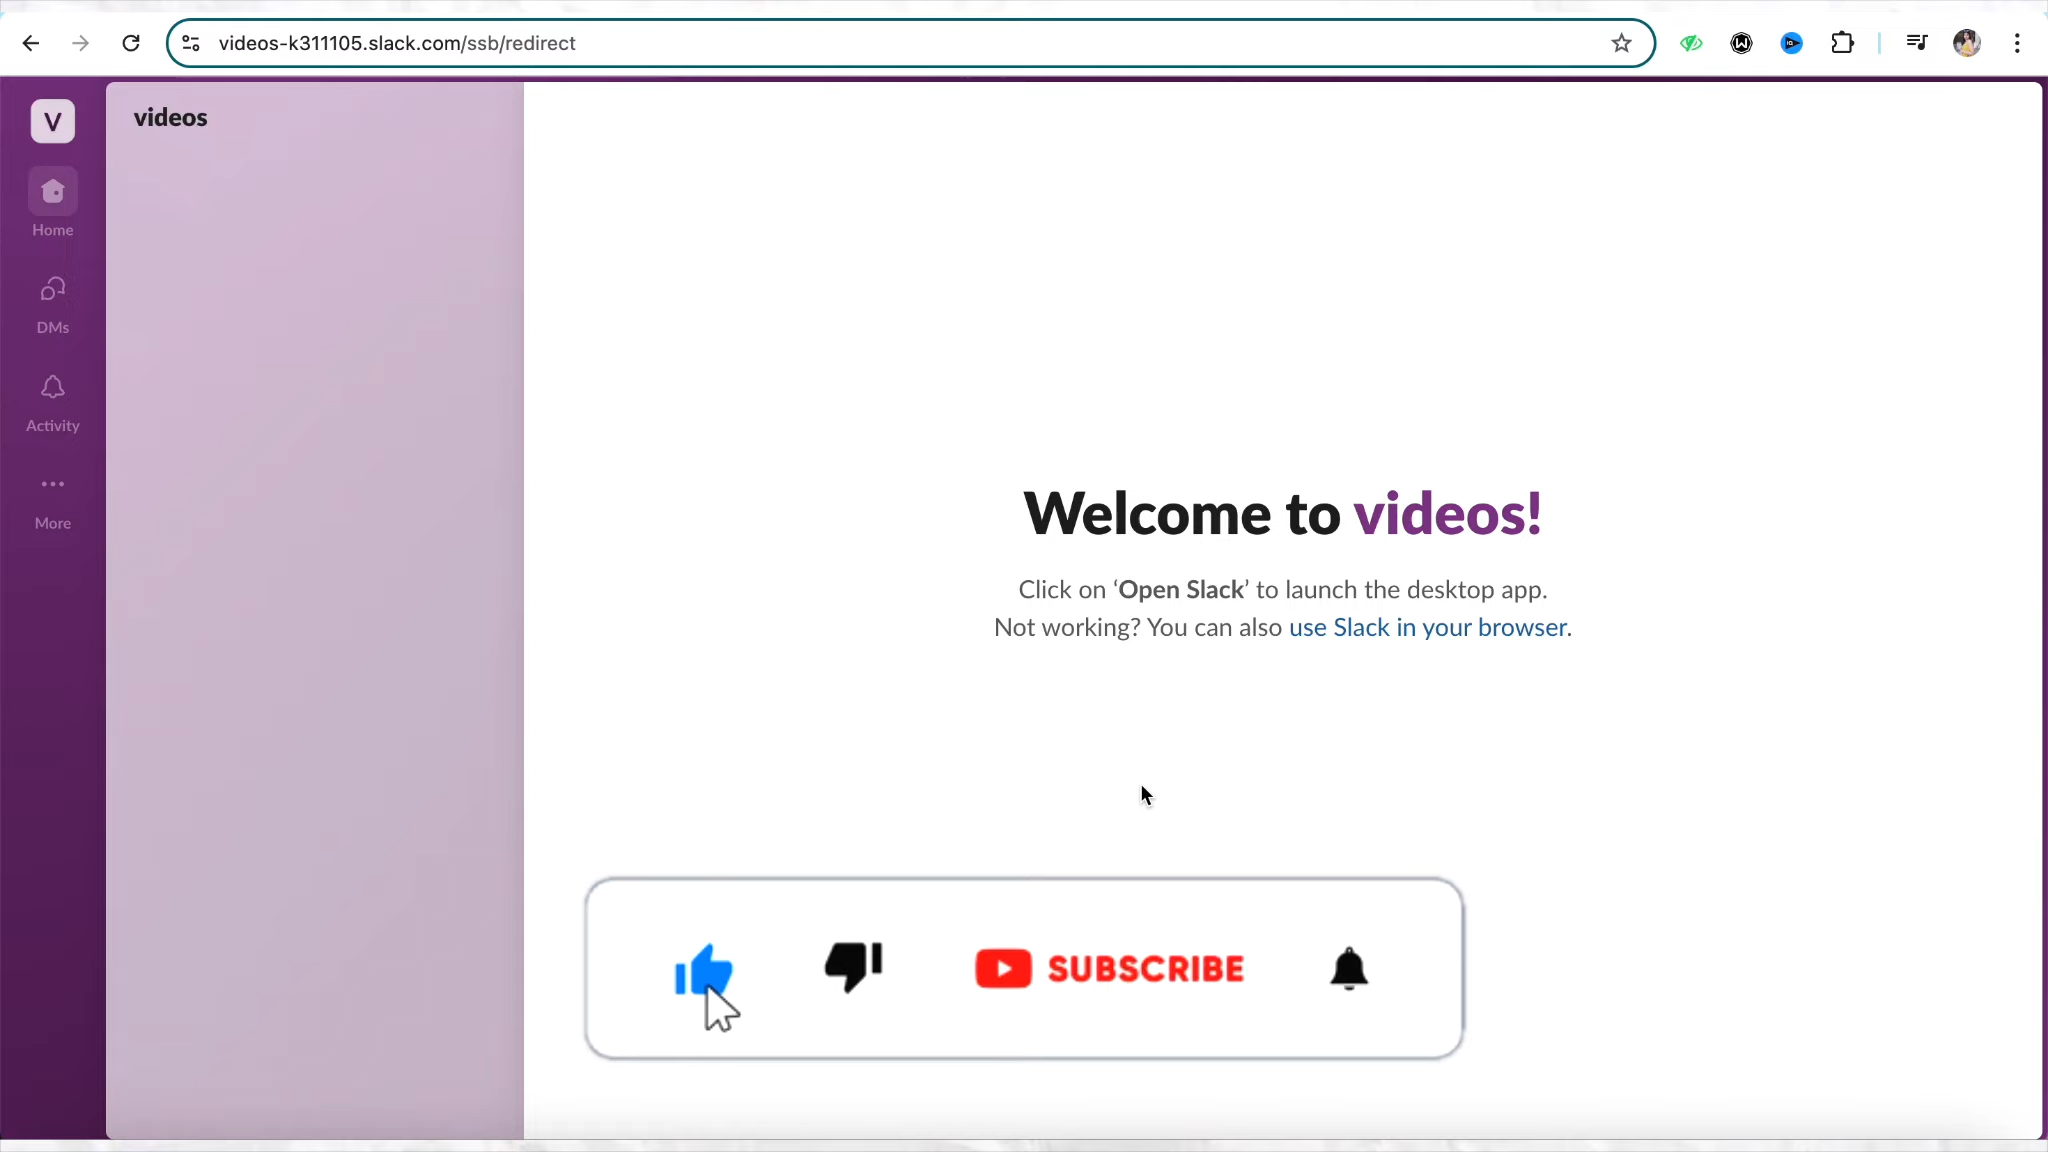 videos-k311105.slack.com/ssb/redirect
V
videos
Home
DMs
Activity
More
Welcome to videos!
Click on ‘Open Slack’ to launch the desktop app.
Not working? You can also use Slack in your browser.
SUBSCRIBE